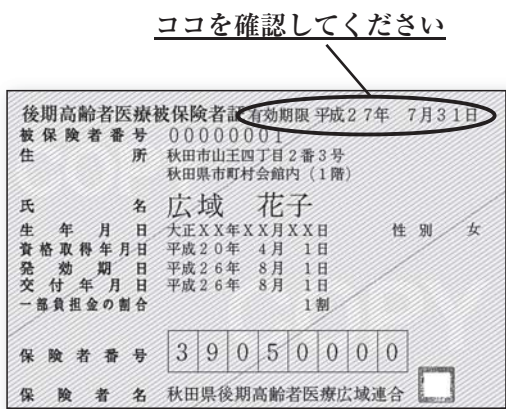 ココを確認してください
後期高齢者医療被保険者証 有効期限 平成27年 7月31日
被保険者番号 00000001
住所 秋田市山王四丁目2番3号
秋田県市町村会館内(1階)
氏名 広域 花子
生年月日 大正XX年XX月XX日 性別 女
資格取得年月日 平成20年 4月 1日
発効期日 平成26年 8月 1日
交付年月日 平成26年 8月 1日
一部負担金の割合 1割
保険者番号 39050000
保険者名 秋田県後期高齢者医療広域連合